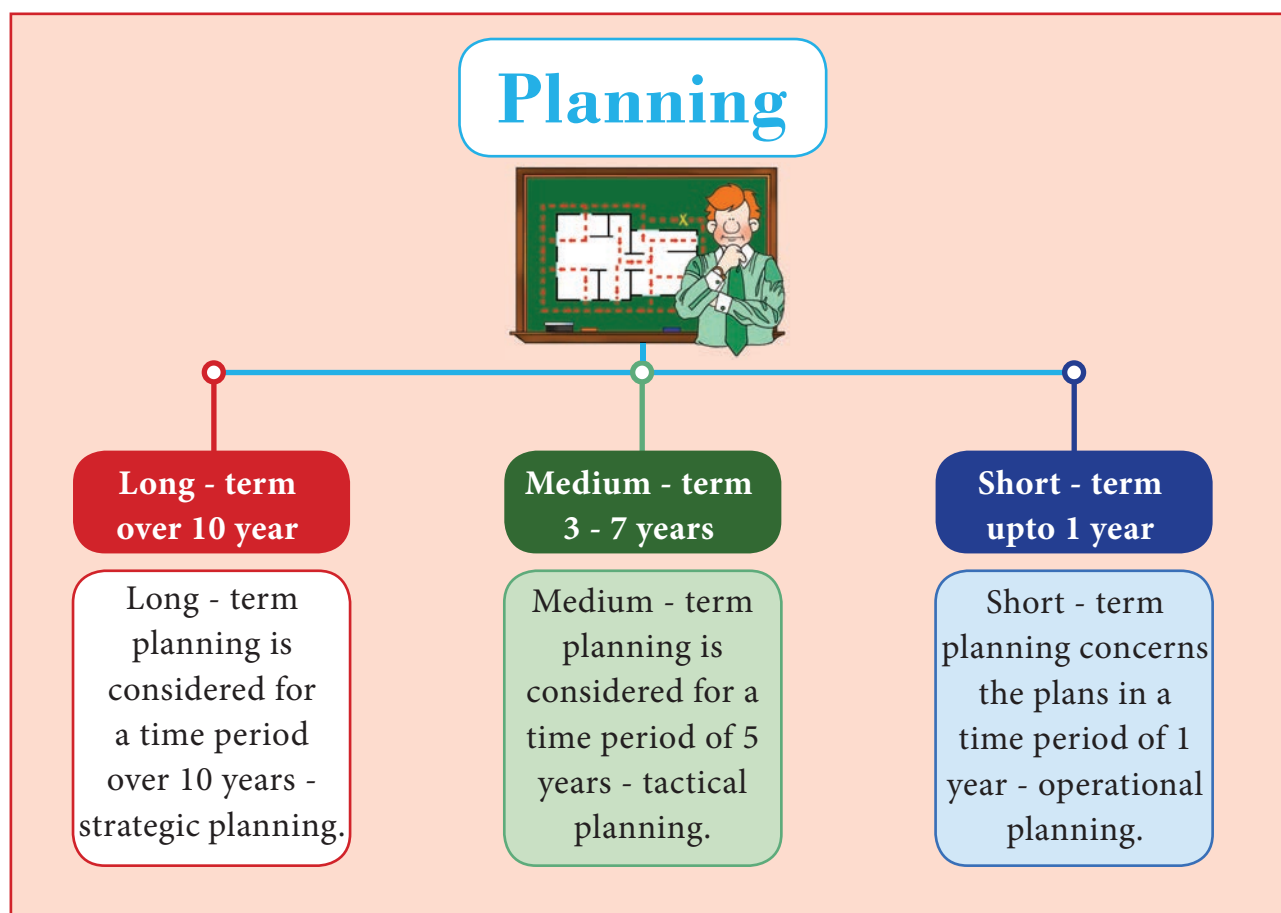 Planning
X
Long - term
over 10 year
Medium - term
3 - 7 years
Short - term
upto 1 year
Long - term
planning is
considered for
a time period
over 10 years -
strategic planning.
Medium - term
planning is
considered for a
time period of 5
years - tactical
planning.
Short - term
planning concerns
the plans in a
time period of 1
year - operational
planning.